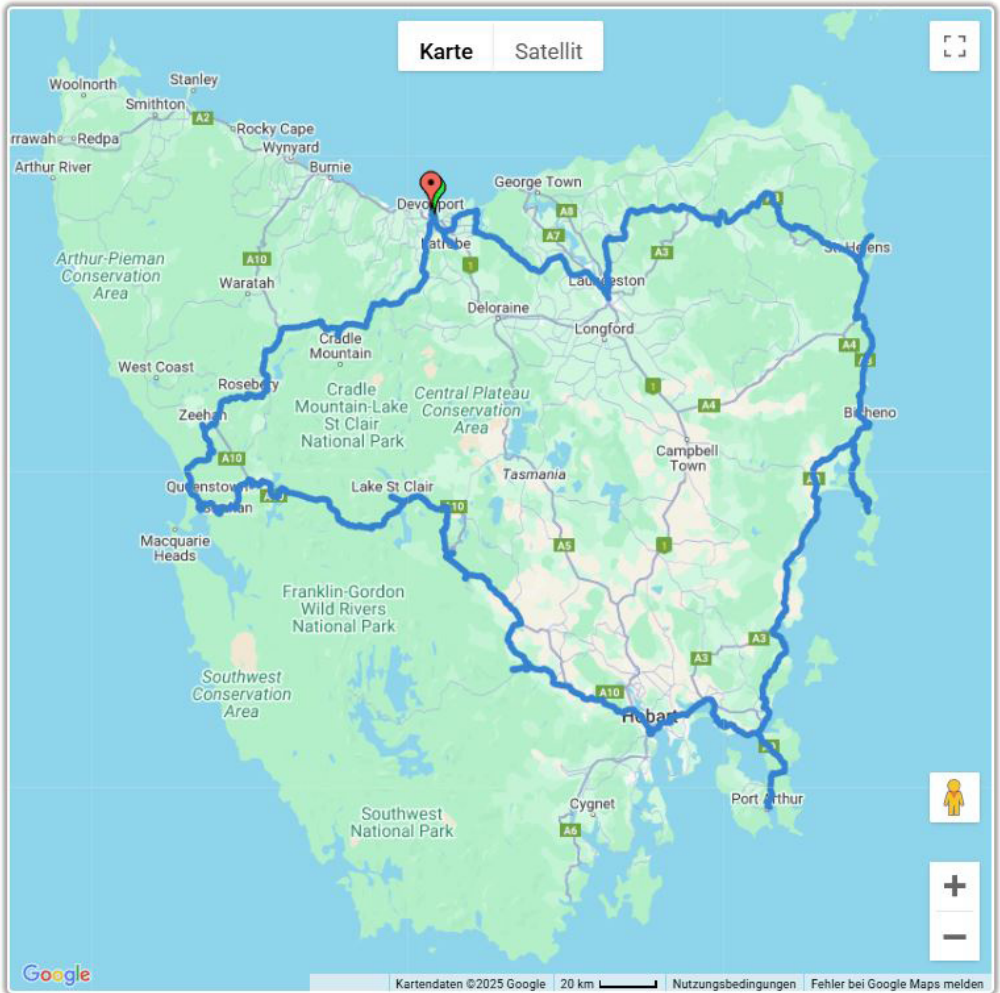 Karte
Satellit
Woolnorth
Stanley
Smithton
A2
Rocky Cape
rrawah
Redpa
Wynyard
Arthur River
Burnie
George Town
Devonport
A8
A3
A7
Latrobe
A3
St Helens
Arthur-Pieman
Conservation
Area
A10
1
Waratah
Launceston
Deloraine
Longford
Cradle
Mountain
A4
West Coast
Rosebery
Cradle
Mountain-Lake
St Clair
National Park
Central Plateau
Conservation
Area
1
A4
Zeehan
Bicheno
A10
Campbell
Town
Tasmania
Queenstown
Lake St Clair
A10
Strahan
Macquarie
Heads
A5
1
Franklin-Gordon
Wild Rivers
National Park
A3
A3
Southwest
Conservation
Area
A10
Hobart
Port Arthur
Cygnet
Southwest
National Park
A6
+
−
Google
Kartendaten ©2025 Google
20 km
Nutzungsbedingungen
Fehler bei Google Maps melden